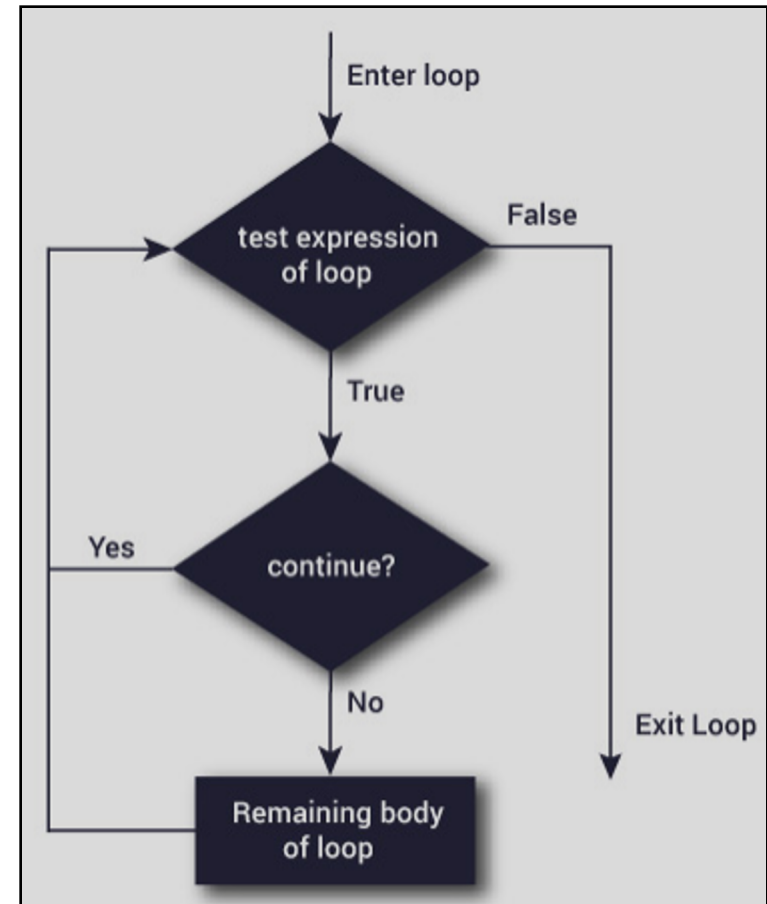 Enter loop
test expression
of loop
False
True
continue?
Yes
No
Exit Loop
Remaining body
of loop